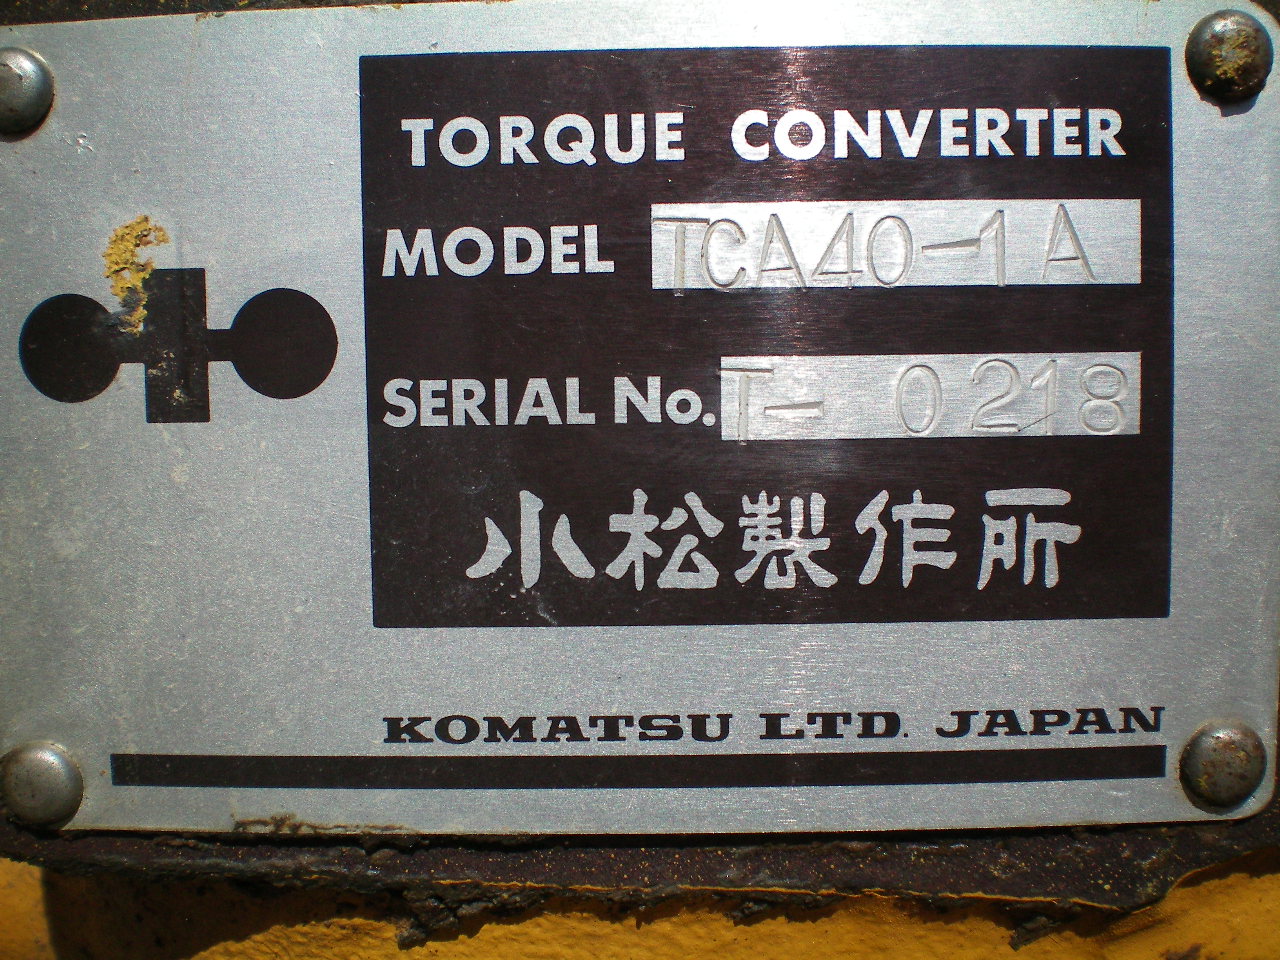 TORQUE CONVERTER
MODEL TCA40-1A
SERIAL No. T-0218
小松製作所
KOMATSU LTD. JAPAN